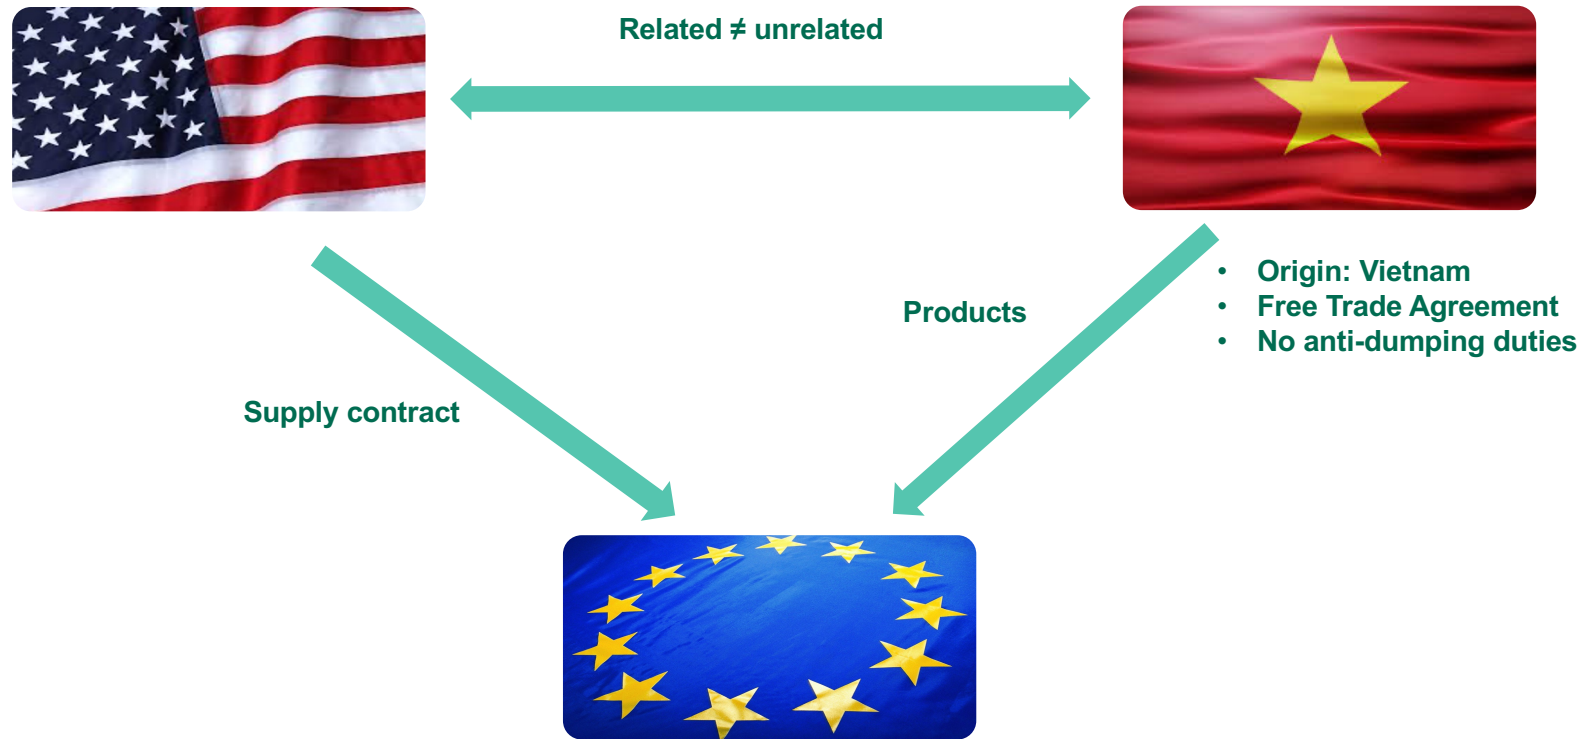 Related ≠ unrelated
• Origin: Vietnam
• Free Trade Agreement
• No anti-dumping duties
Products
Supply contract